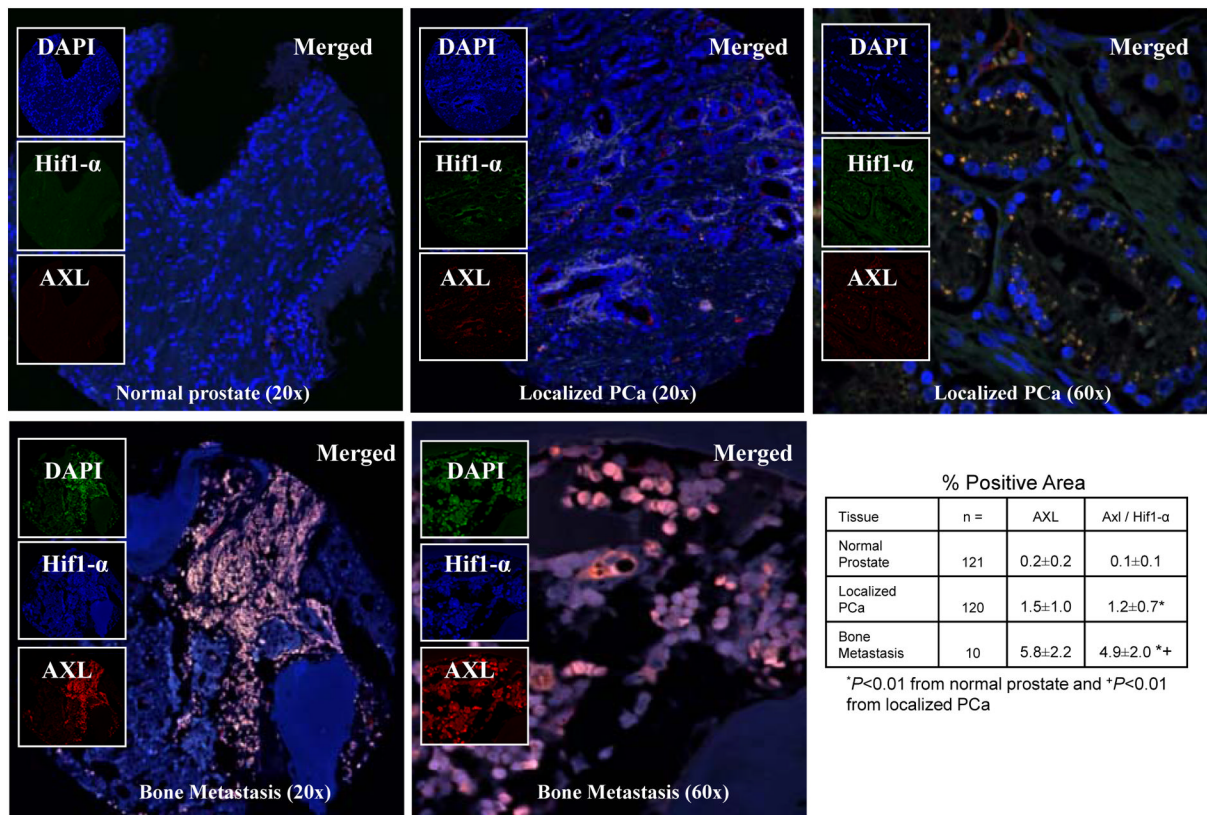 DAPI
Merged
Hif1-α
AXL
Normal prostate (20x)
DAPI
Merged
Hif1-α
AXL
Localized PCa (20x)
DAPI
Merged
Hif1-α
AXL
Localized PCa (60x)
DAPI
Merged
Hif1-α
AXL
Bone Metastasis (20x)
DAPI
Merged
Hif1-α
AXL
Bone Metastasis (60x)
% Positive Area
Tissue n = AXL Axl / Hif1-α
Normal
Prostate 121 0.2±0.2 0.1±0.1
Localized
PCa 120 1.5±1.0 1.2±0.7*
Bone
Metastasis 10 5.8±2.2 4.9±2.0 *+
*P<0.01 from normal prostate and +P<0.01
from localized PCa